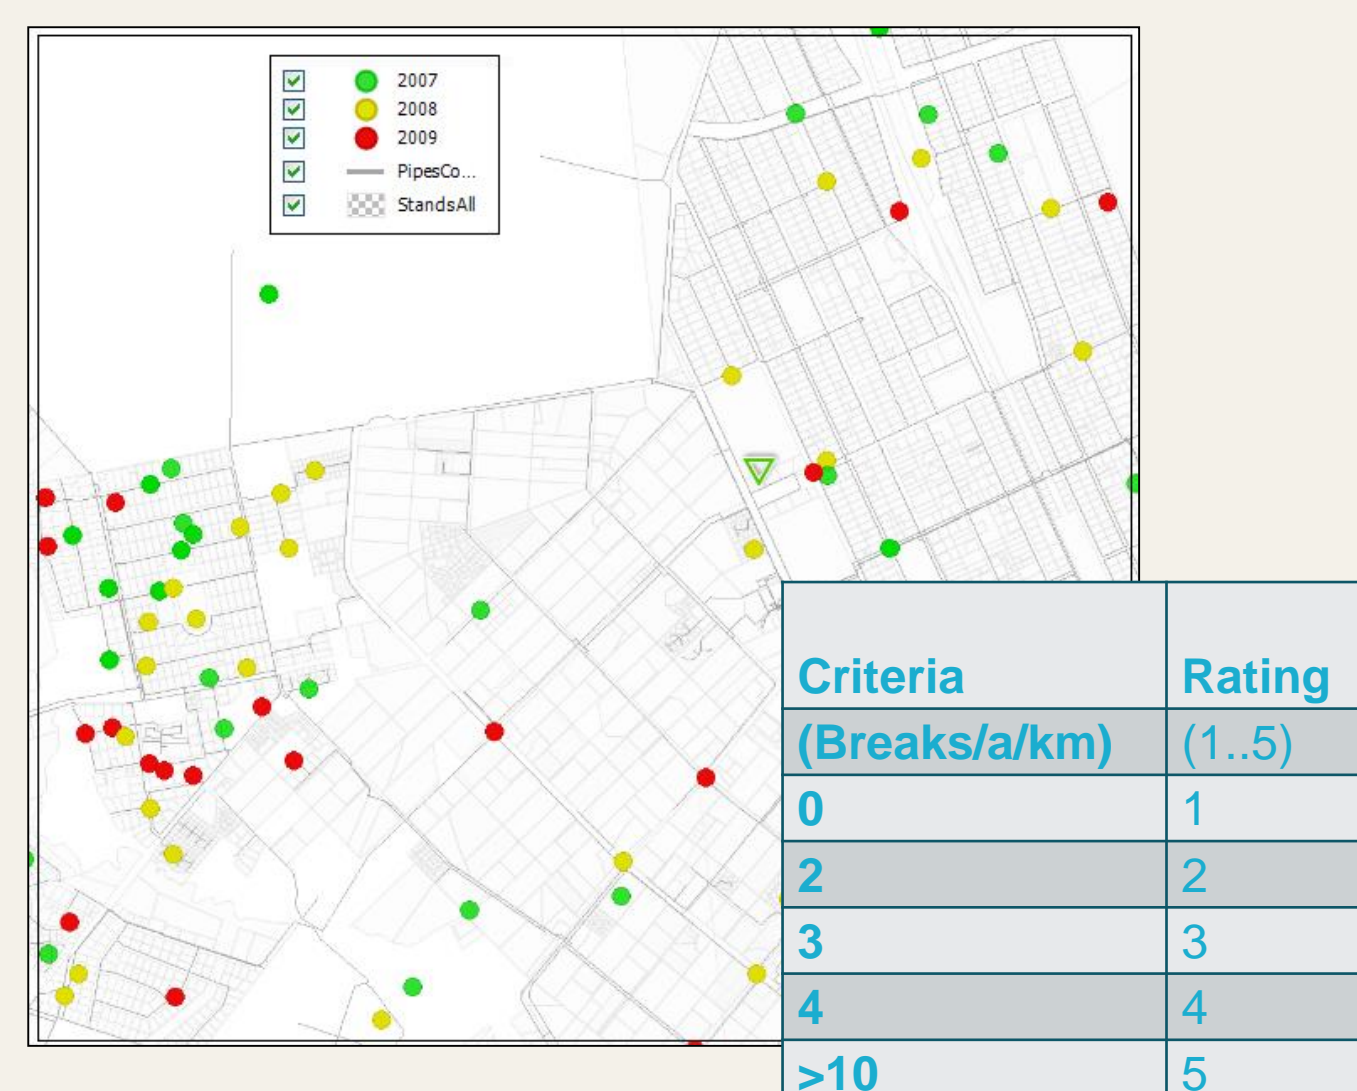 2007
2008
2009
PipesCo...
StandsAll
Criteria Rating
(Breaks/a/km) (1..5)
0 1
2 2
3 3
4 4
>10 5